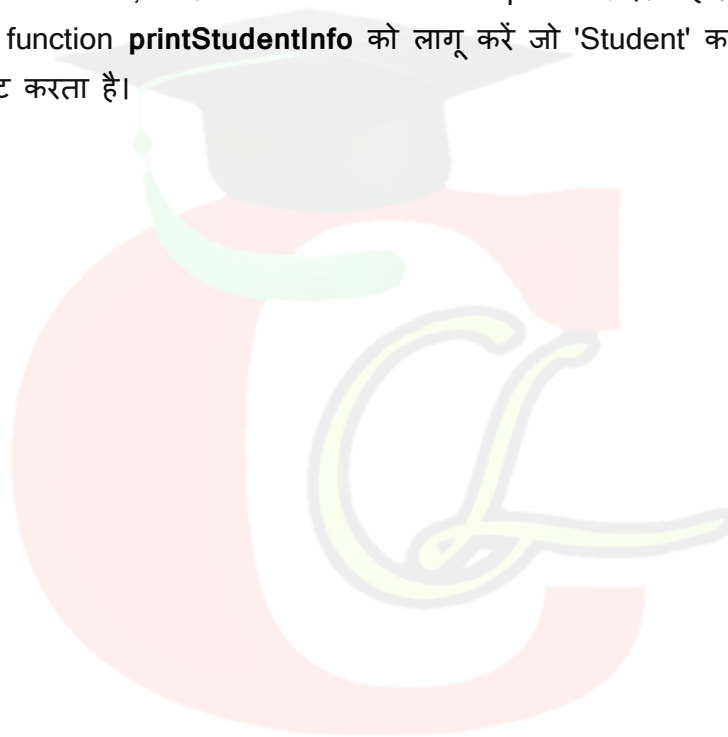 function printStudentInfo को लागू करें जो 'Student' क
ट करता है।